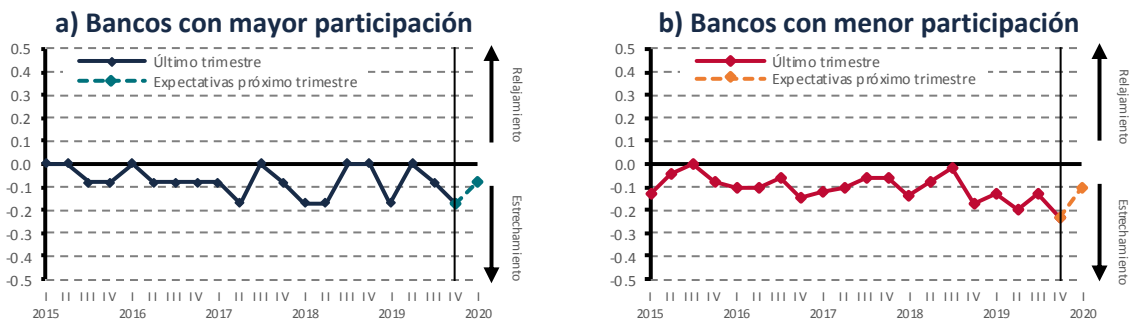 a) Bancos con mayor participación
0.5
0.4
0.3
0.2
0.1
0.0
-0.1
-0.2
-0.3
-0.4
-0.5
Último trimestre
Expectativas próximo trimestre
Relajamiento
Estrechamiento
I II III IV I II III IV I II III IV I II III IV I II III IV I
2015 2016 2017 2018 2019 2020
b) Bancos con menor participación
0.5
0.4
0.3
0.2
0.1
0.0
-0.1
-0.2
-0.3
-0.4
-0.5
Último trimestre
Expectativas próximo trimestre
Relajamiento
Estrechamiento
I II III IV I II III IV I II III IV I II III IV I II III IV I
2015 2016 2017 2018 2019 2020